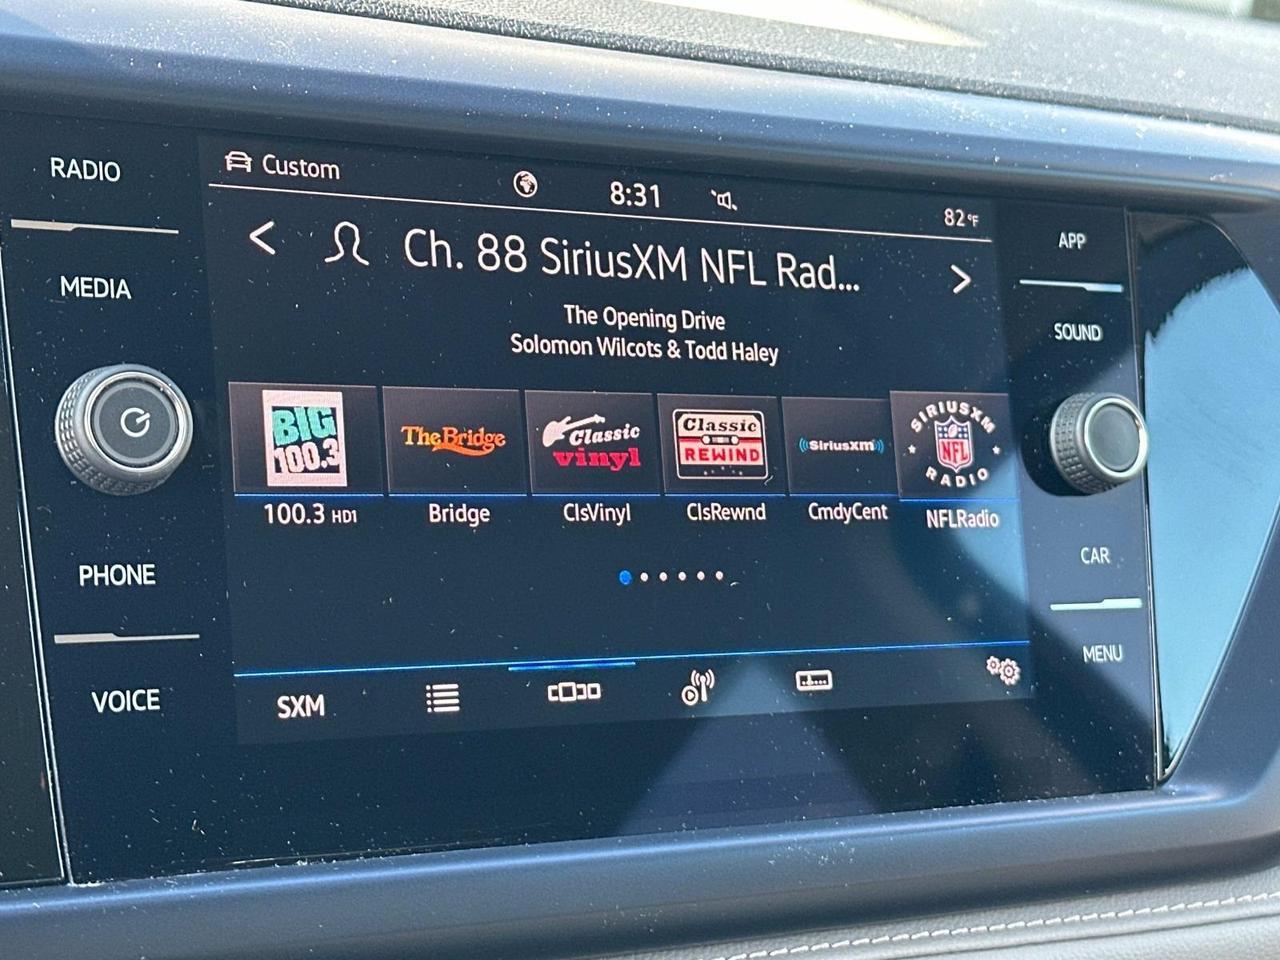 RADIO
MEDIA
PHONE
VOICE
Custom
8:31
82°F
Ch. 88 SiriusXM NFL Rad...
The Opening Drive
Solomon Wilcots & Todd Haley
BIG
100.3
The Bridge
Classic
vinyl
Classic
REWIND
SiriusXM
SIRIUSXM
NFL
RADIO
100.3 HD1
Bridge
ClsVinyl
ClsRewnd
CmdyCent
NFLRadio
SXM
APP
SOUND
CAR
MENU